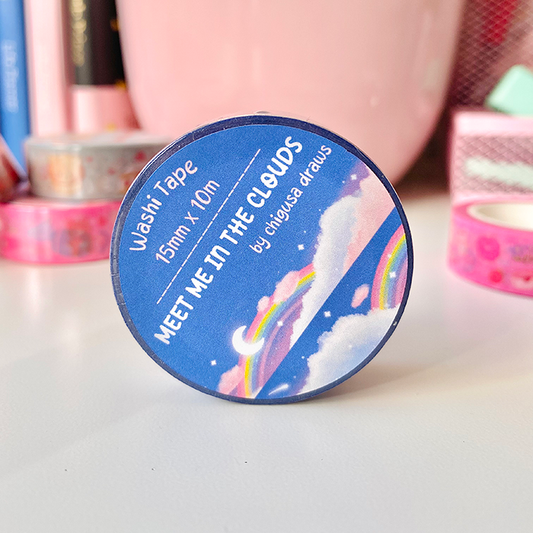 Washi Tape
15mm x 10m
MEET ME IN THE CLOUDS
by chigusa draws